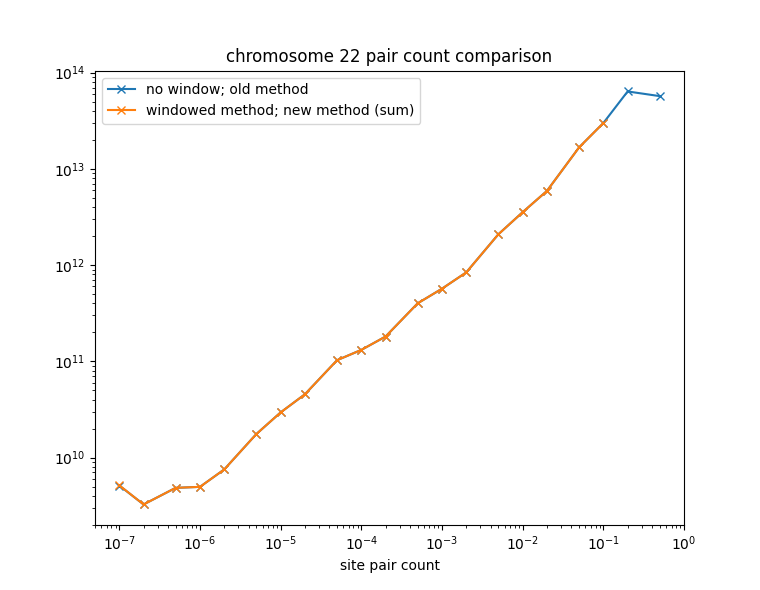 chromosome 22 pair count comparison
no window; old method
windowed method; new method (sum)
10^14
10^13
10^12
10^11
10^10
10^-7 10^-6 10^-5 10^-4 10^-3 10^-2 10^-1 10^0
site pair count